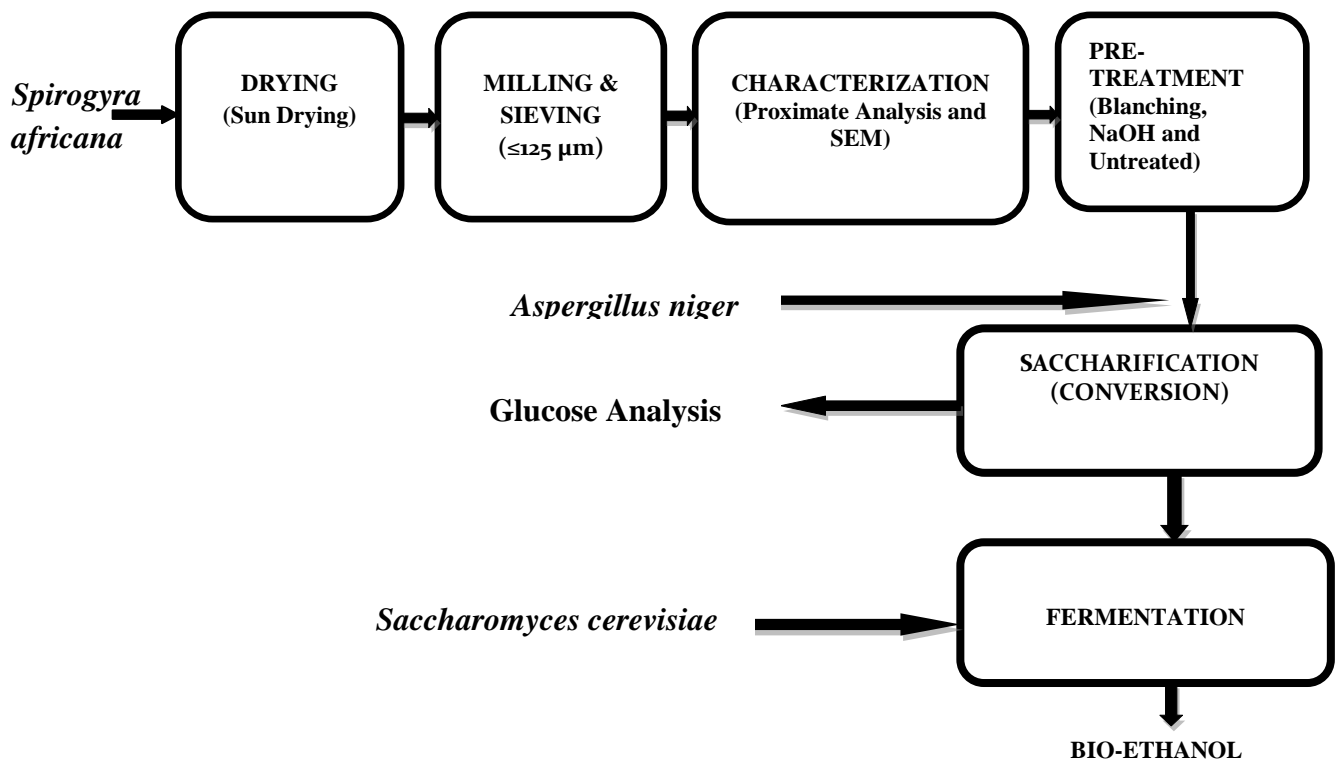 Spirogyra
africana
DRYING
(Sun Drying)
MILLING &
SIEVING
(≤125 µm)
CHARACTERIZATION
(Proximate Analysis and
SEM)
PRE-
TREATMENT
(Blanching,
NaOH and
Untreated)
Aspergillus niger
SACCHARIFICATION
(CONVERSION)
Glucose Analysis
Saccharomyces cerevisiae
FERMENTATION
BIO-ETHANOL